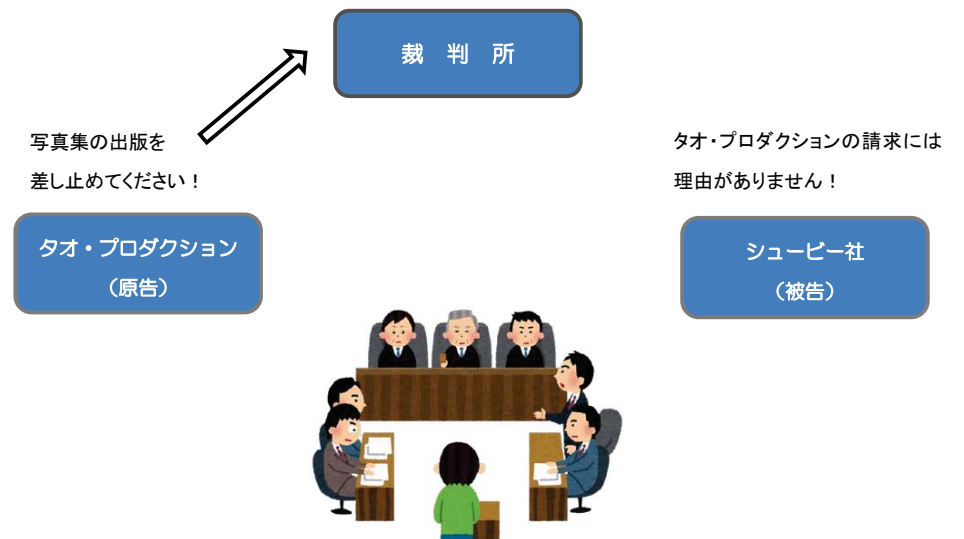 裁 判 所
写真集の出版を
差し止めてください！
タオ・プロダクションの請求には
理由がありません！
タオ・プロダクション
（原告）
シュービー社
（被告）